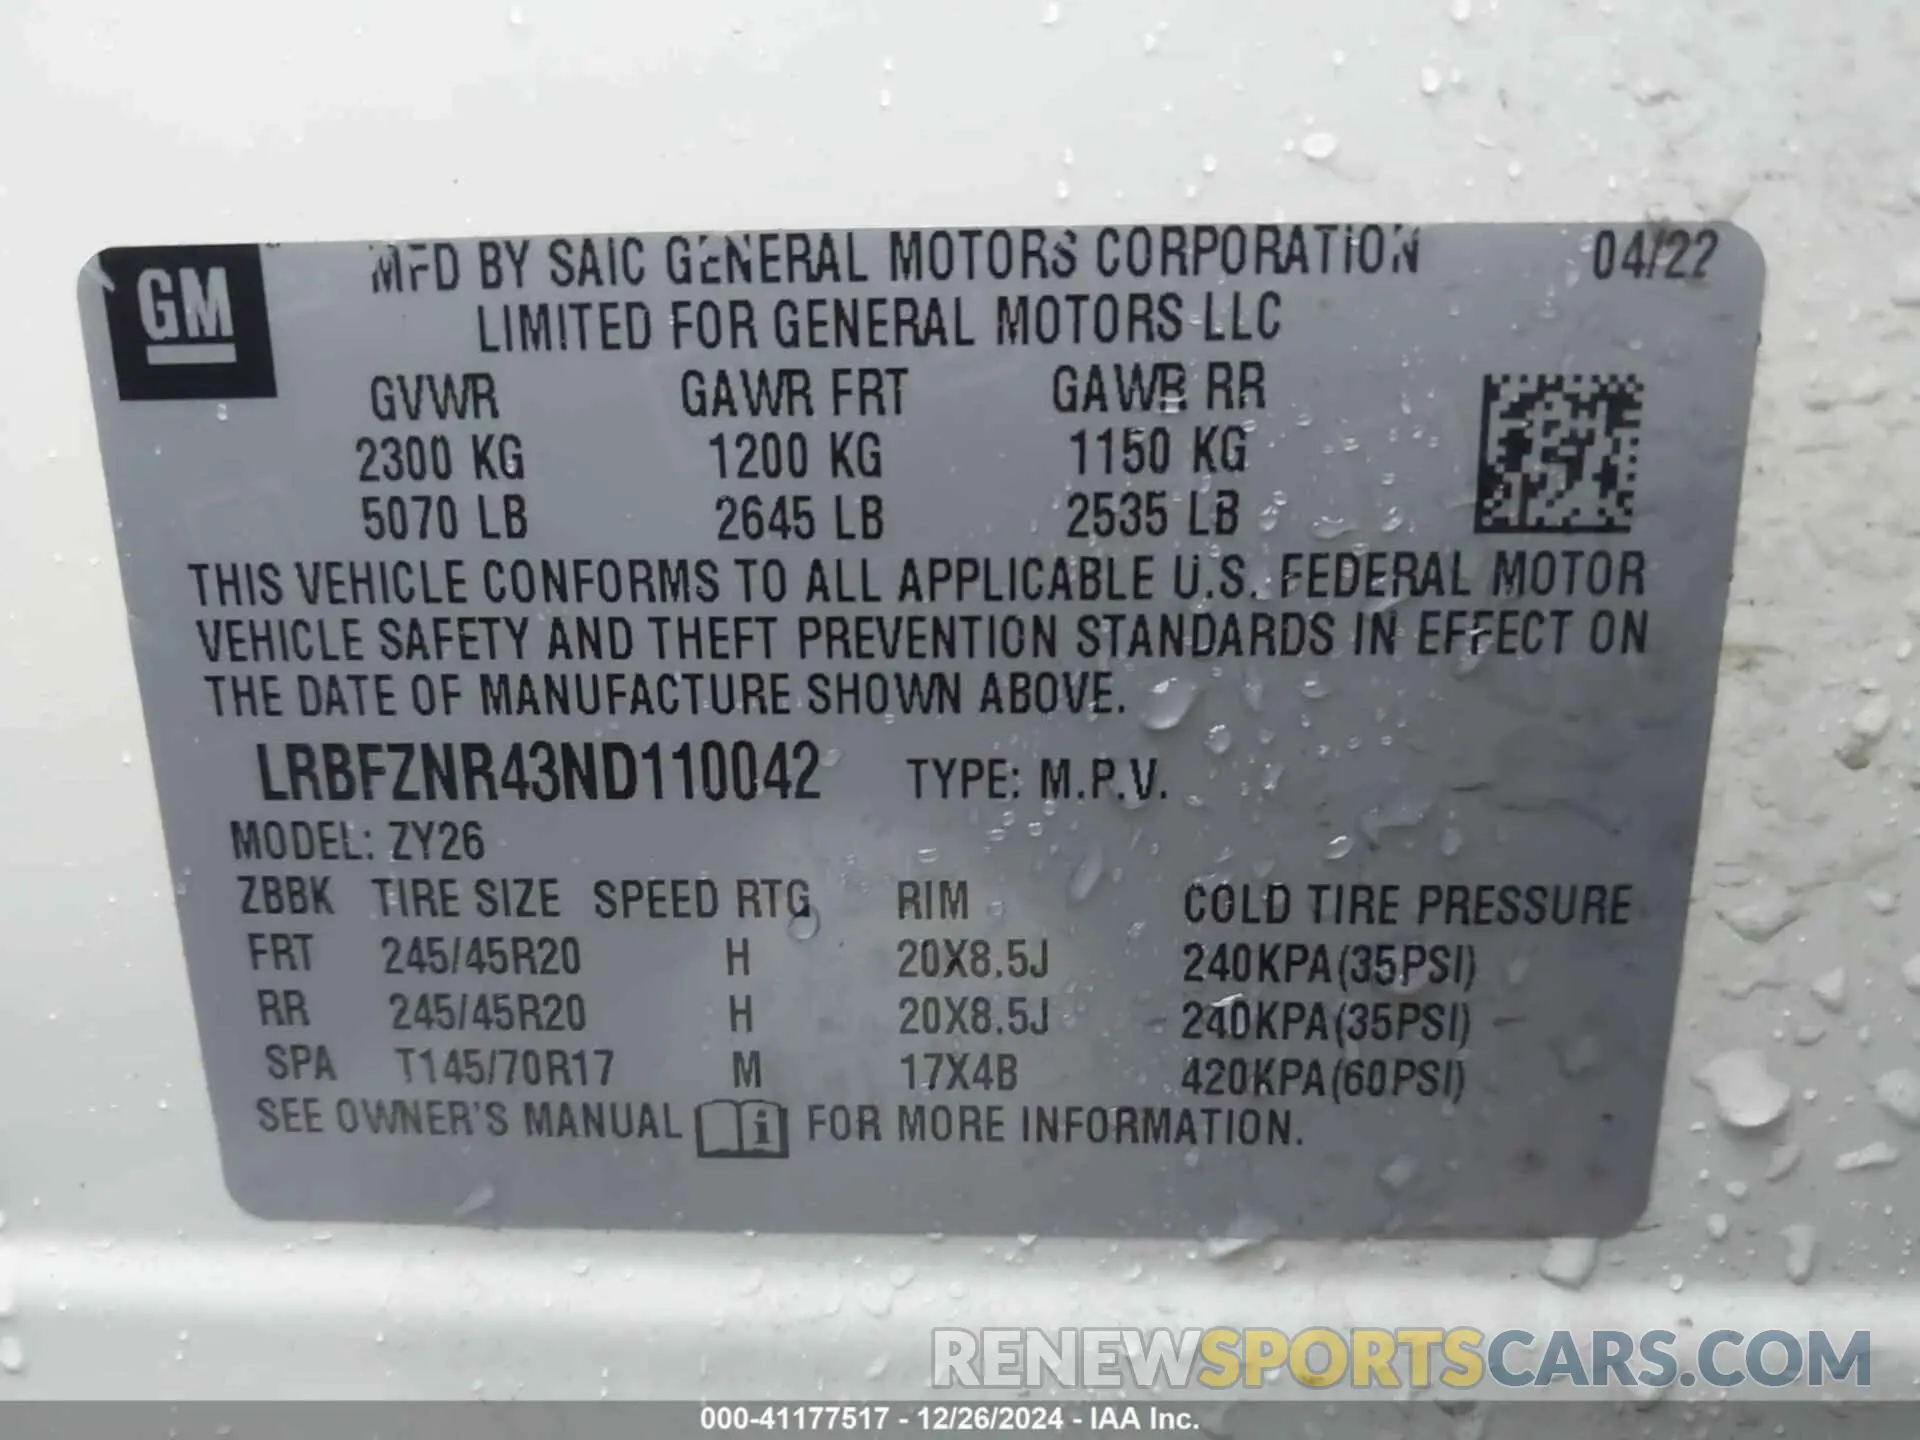 GM
MFD BY SAIC GENERAL MOTORS CORPORATION 04/22
LIMITED FOR GENERAL MOTORS LLC
GVWR GAWR FRT GAWR RR
2300 KG 1200 KG 1150 KG
5070 LB 2645 LB 2535 LB
THIS VEHICLE CONFORMS TO ALL APPLICABLE U.S. FEDERAL MOTOR
VEHICLE SAFETY AND THEFT PREVENTION STANDARDS IN EFFECT ON
THE DATE OF MANUFACTURE SHOWN ABOVE.
LRBFZNR43ND110042 TYPE: M.P.V.
MODEL: ZY26
ZBBK TIRE SIZE SPEED RTG RIM COLD TIRE PRESSURE
FRT 245/45R20 H 20X8.5J 240KPA(35PSI)
RR 245/45R20 H 20X8.5J 240KPA(35PSI)
SPA T145/70R17 M 17X4B 420KPA(60PSI)
SEE OWNER'S MANUAL i FOR MORE INFORMATION.
RENEWSPORTSCARS.COM
000-41177517 - 12/26/2024 - IAA Inc.